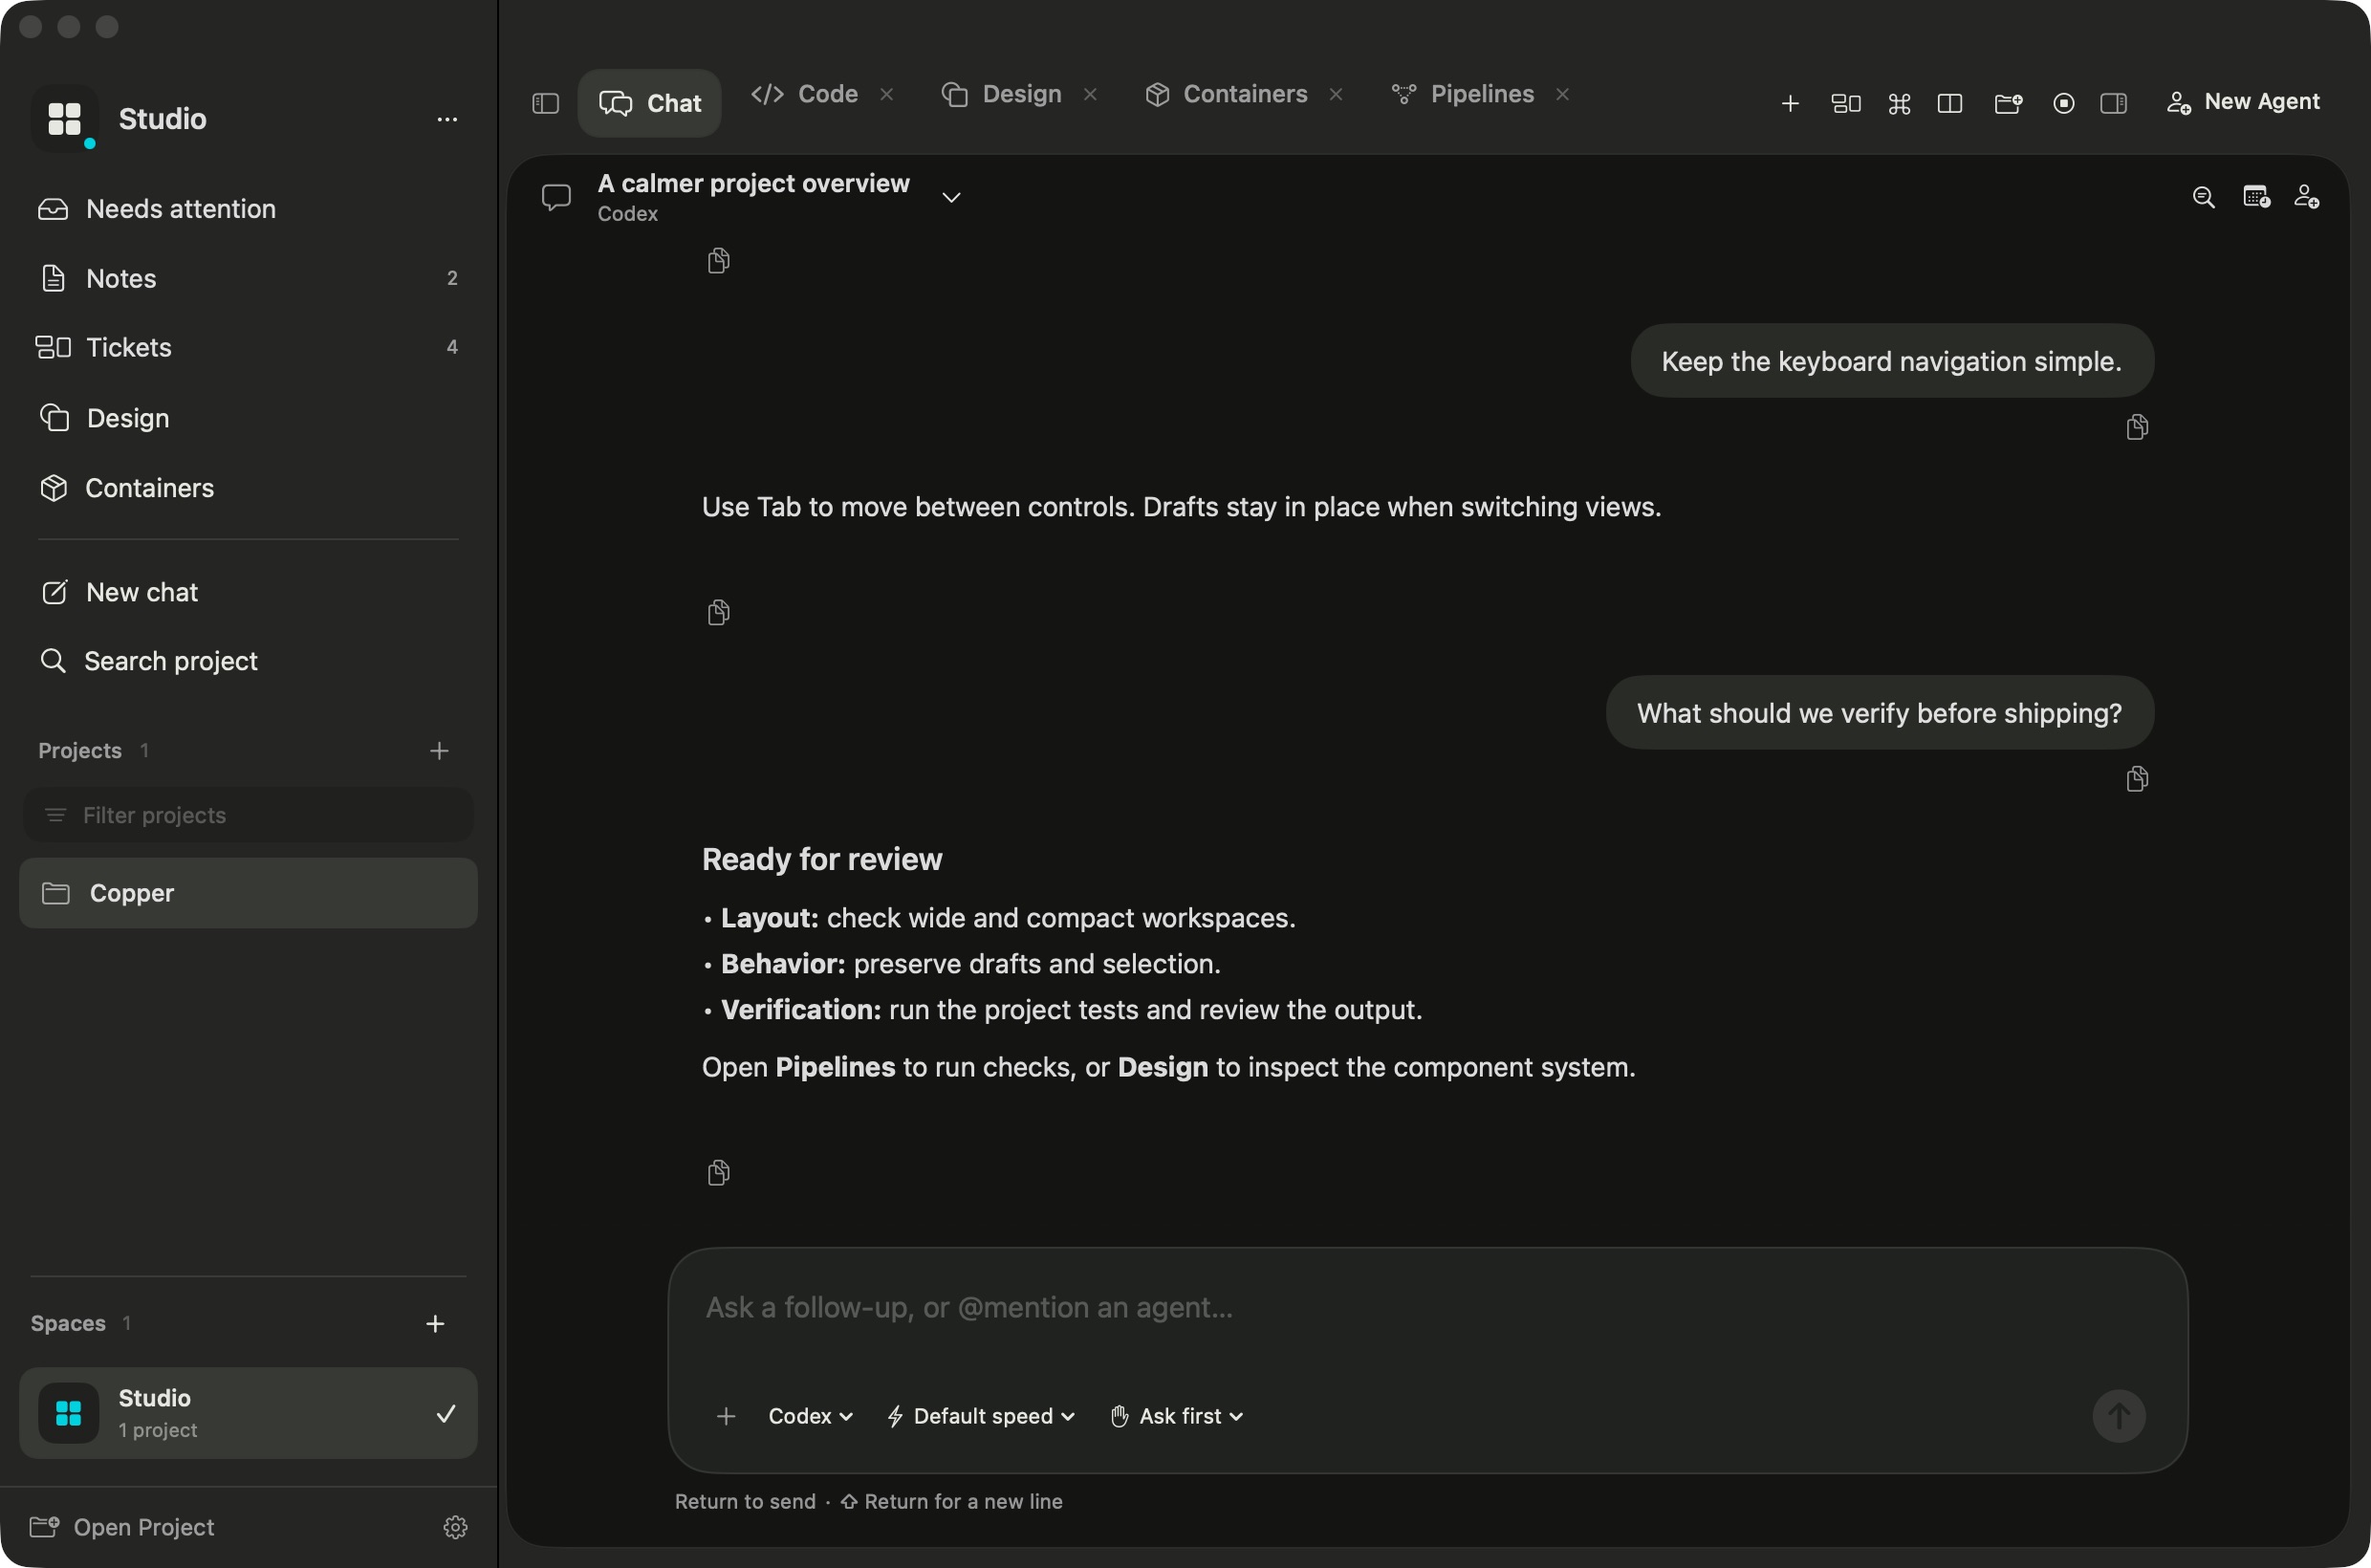 Studio
Needs attention
Notes 2
Tickets 4
Design
Containers
New chat
Search project
Projects 1
Filter projects
Copper
Spaces 1
Studio
1 project
Open Project
Chat
Code
Design
Containers
Pipelines
New Agent
A calmer project overview
Codex
Keep the keyboard navigation simple.
Use Tab to move between controls. Drafts stay in place when switching views.
What should we verify before shipping?
Ready for review
• Layout: check wide and compact workspaces.
• Behavior: preserve drafts and selection.
• Verification: run the project tests and review the output.
Open Pipelines to run checks, or Design to inspect the component system.
Ask a follow-up, or @mention an agent...
Codex Default speed Ask first
Return to send · ⇧ Return for a new line